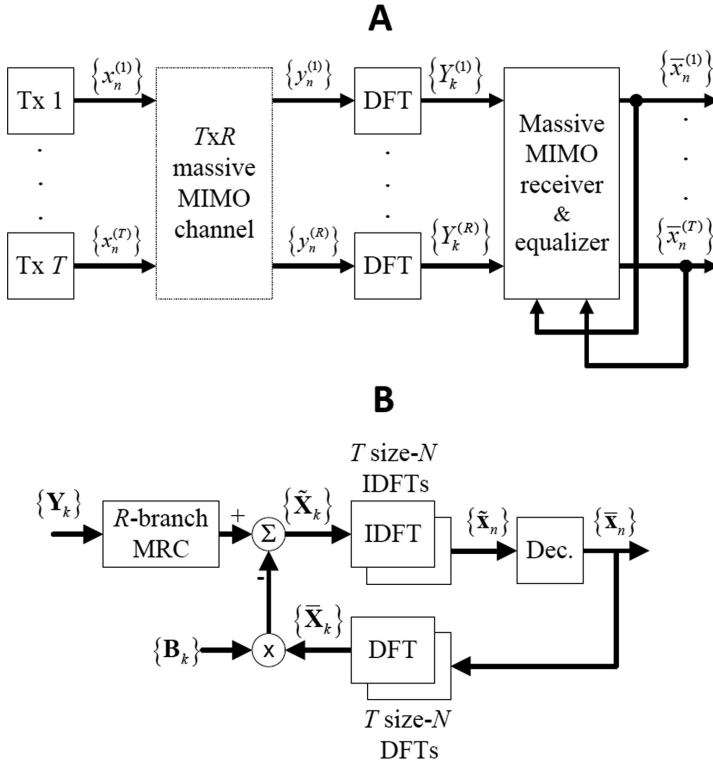 A
Tx 1
{x_n^(1)}
TxR
massive
MIMO
channel
{y_n^(1)}
DFT
{Y_k^(1)}
Massive
MIMO
receiver
&
equalizer
{x̄_n^(1)}
Tx T
{x_n^(T)}
{y_n^(R)}
DFT
{Y_k^(R)}
{x̄_n^(T)}
B
T size-N
IDFTs
{Y_k}
R-branch
MRC
+
Σ
-
{X̃_k}
IDFT
{x̃_n}
Dec.
{x̄_n}
{B_k}
x
{X̄_k}
DFT
T size-N
DFTs